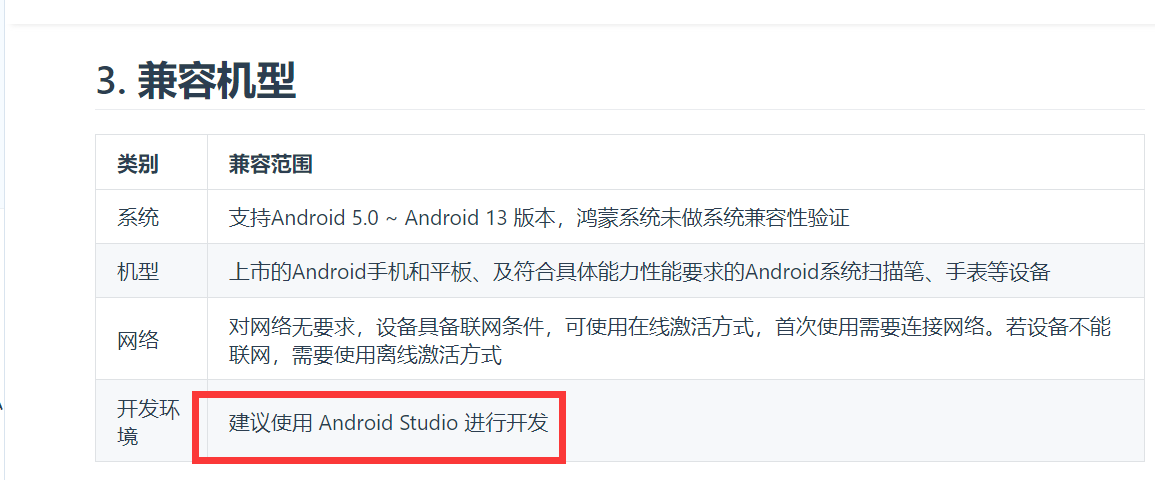 3. 兼容机型
类别
兼容范围
系统
支持Android 5.0 ~ Android 13 版本，鸿蒙系统未做系统兼容性验证
机型
上市的Android手机和平板、及符合具体能力性能要求的Android系统扫描笔、手表等设备
网络
对网络无要求，设备具备联网条件，可使用在线激活方式，首次使用需要连接网络。若设备不能
联网，需要使用离线激活方式
开发环
境
建议使用 Android Studio 进行开发